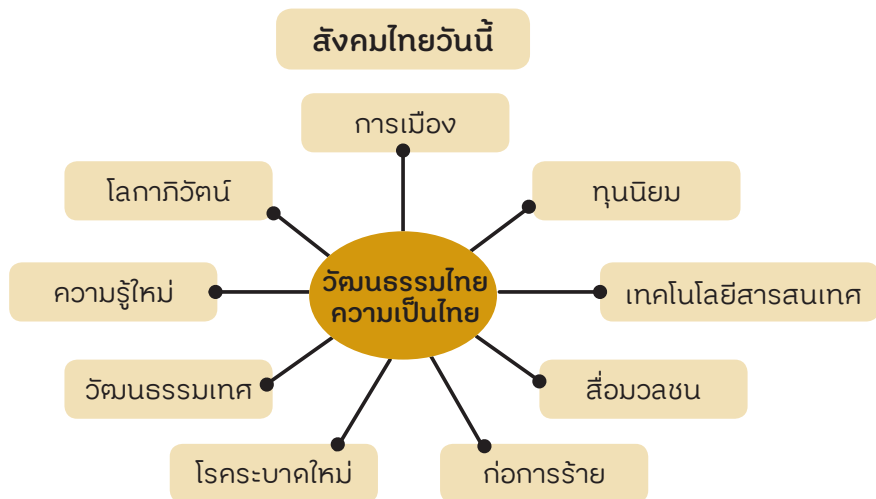 สังคมไทยวันนี้
การเมือง
โลกาภิวัตน์
ทุนนิยม
ความรู้ใหม่
วัฒนธรรมไทย
ความเป็นไทย
เทคโนโลยีสารสนเทศ
วัฒนธรรมเทศ
สื่อมวลชน
โรคระบาดใหม่
ก่อการร้าย